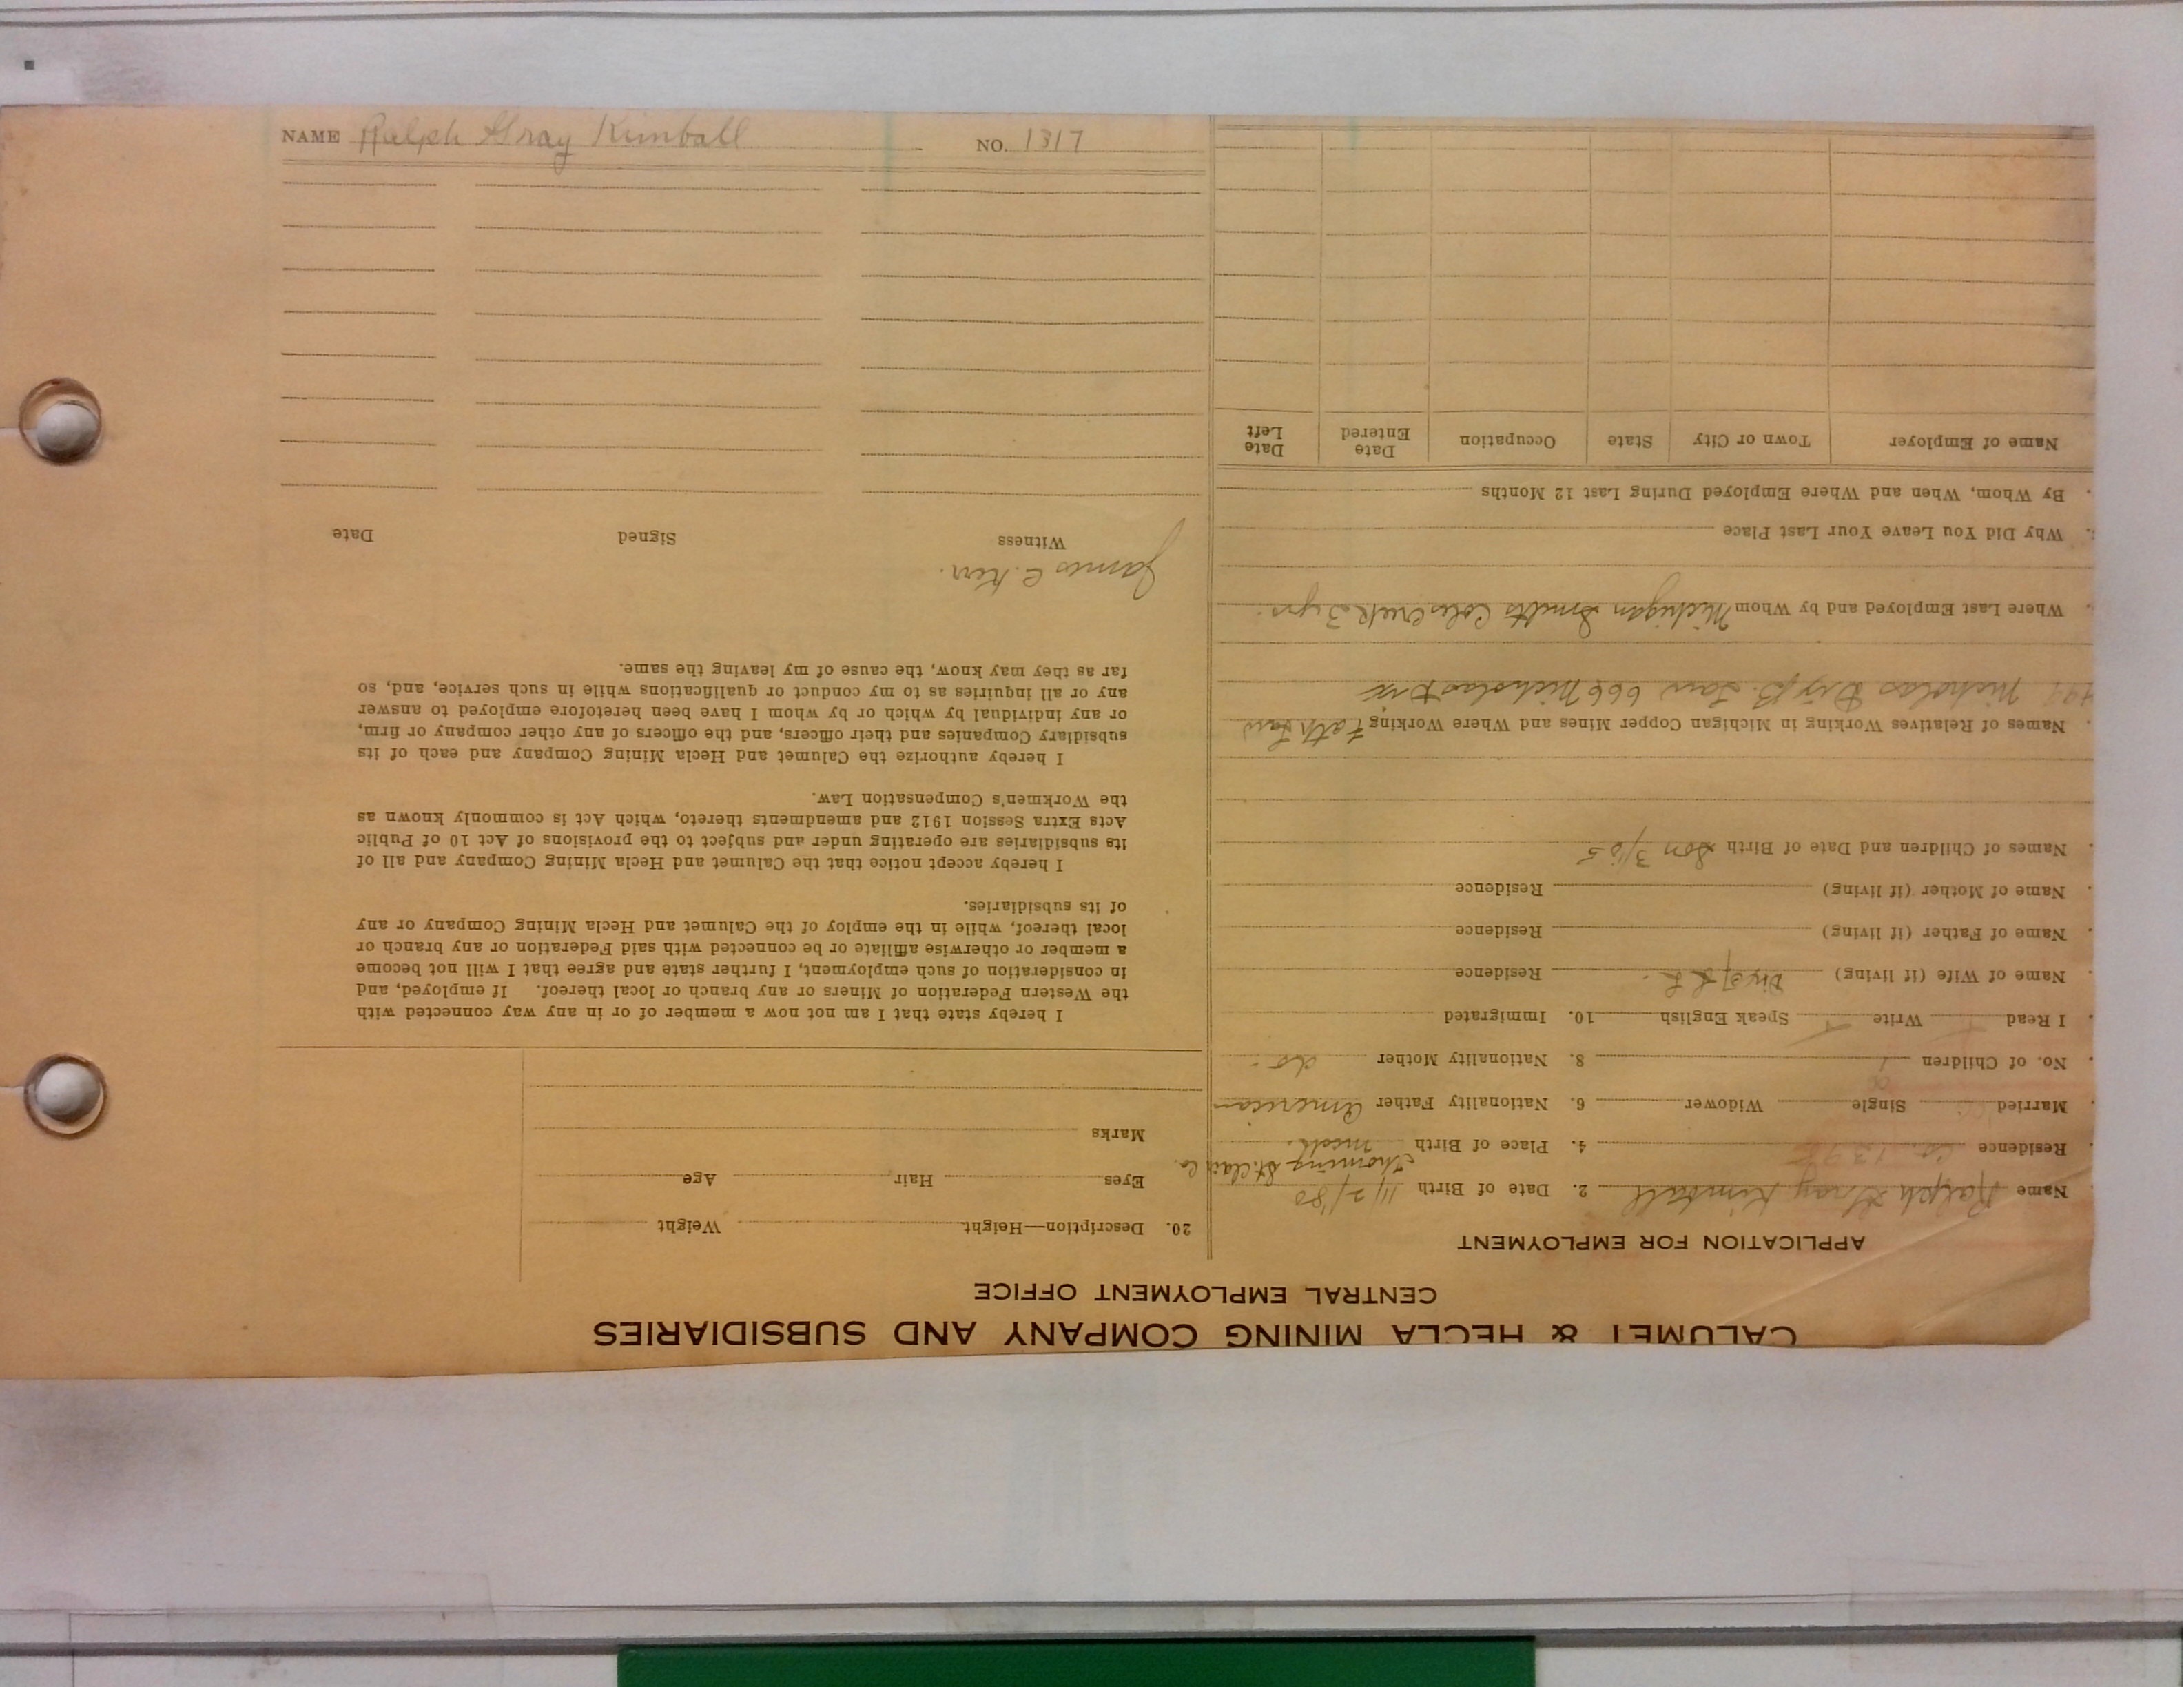 NAME Ralph Gray Kimball NO. 1317
CALUMET & HECLA MINING COMPANY AND SUBSIDIARIES
CENTRAL EMPLOYMENT OFFICE
APPLICATION FOR EMPLOYMENT
Name Ralph Gray Kimball 2. Date of Birth 11/2/80
Residence 4. Place of Birth St. Clair Co. Mich.
Married Single Widower 6. Nationality Father American
No. of Children 1 8. Nationality Mother do.
I Read Write Speak English 10. Immigrated
Name of Wife (if living) Residence
Name of Father (if living) Residence
Name of Mother (if living) Residence
Names of Children and Date of Birth Son
Names of Relatives Working in Michigan Copper Mines and Where Working
Nicholas 666 Nicholas
Where Last Employed and by Whom Michigan 3 yrs.
Why Did You Leave Your Last Place
By Whom, When and Where Employed During Last 12 Months
Name of Employer Town or City State Occupation Date Entered Date Left
20. Description—Height Weight
Eyes Hair Age
Marks
I hereby state that I am not now a member of or in any way connected with
the Western Federation of Miners or any branch or local thereof. If employed, and
in consideration of such employment, I further state and agree that I will not become
a member or otherwise affiliate or be connected with said Federation or any branch or
local thereof, while in the employ of the Calumet and Hecla Mining Company or any
of its subsidiaries.
I hereby accept notice that the Calumet and Hecla Mining Company and all of
its subsidiaries are operating under and subject to the provisions of Act 10 of Public
Acts Extra Session 1912 and amendments thereto, which Act is commonly known as
the Workmen's Compensation Law.
I hereby authorize the Calumet and Hecla Mining Company and each of its
subsidiary Companies and their officers, and the officers of any other company or firm,
or any individual by which or by whom I have been heretofore employed to answer
any or all inquiries as to my conduct or qualifications while in such service, and, so
far as they may know, the cause of my leaving the same.
James C. Kerr.
Witness Signed Date